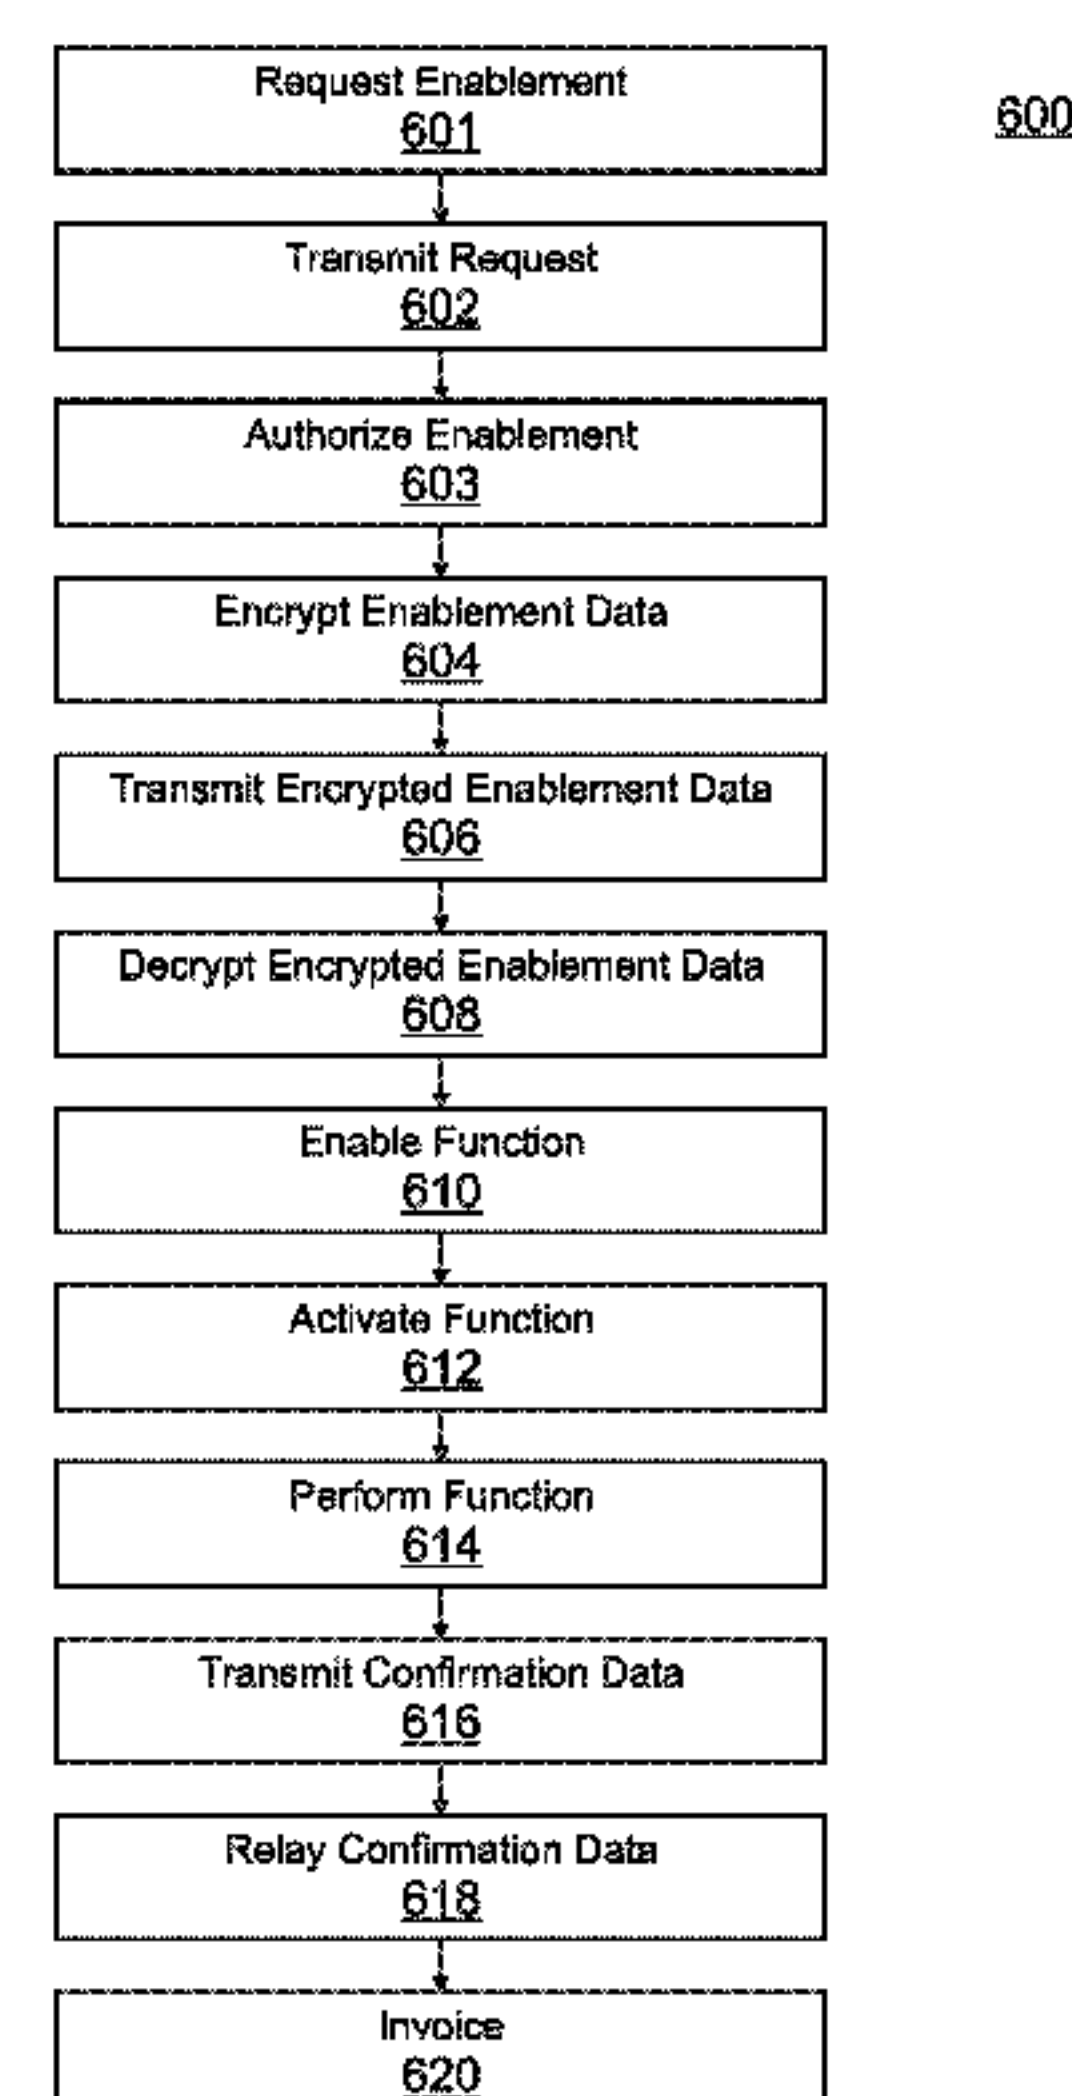 Request Enablement
601
600
Transmit Request
602
Authorize Enablement
603
Encrypt Enablement Data
604
Transmit Encrypted Enablement Data
606
Decrypt Encrypted Enablement Data
608
Enable Function
610
Activate Function
612
Perform Function
614
Transmit Confirmation Data
616
Relay Confirmation Data
618
Invoice
620